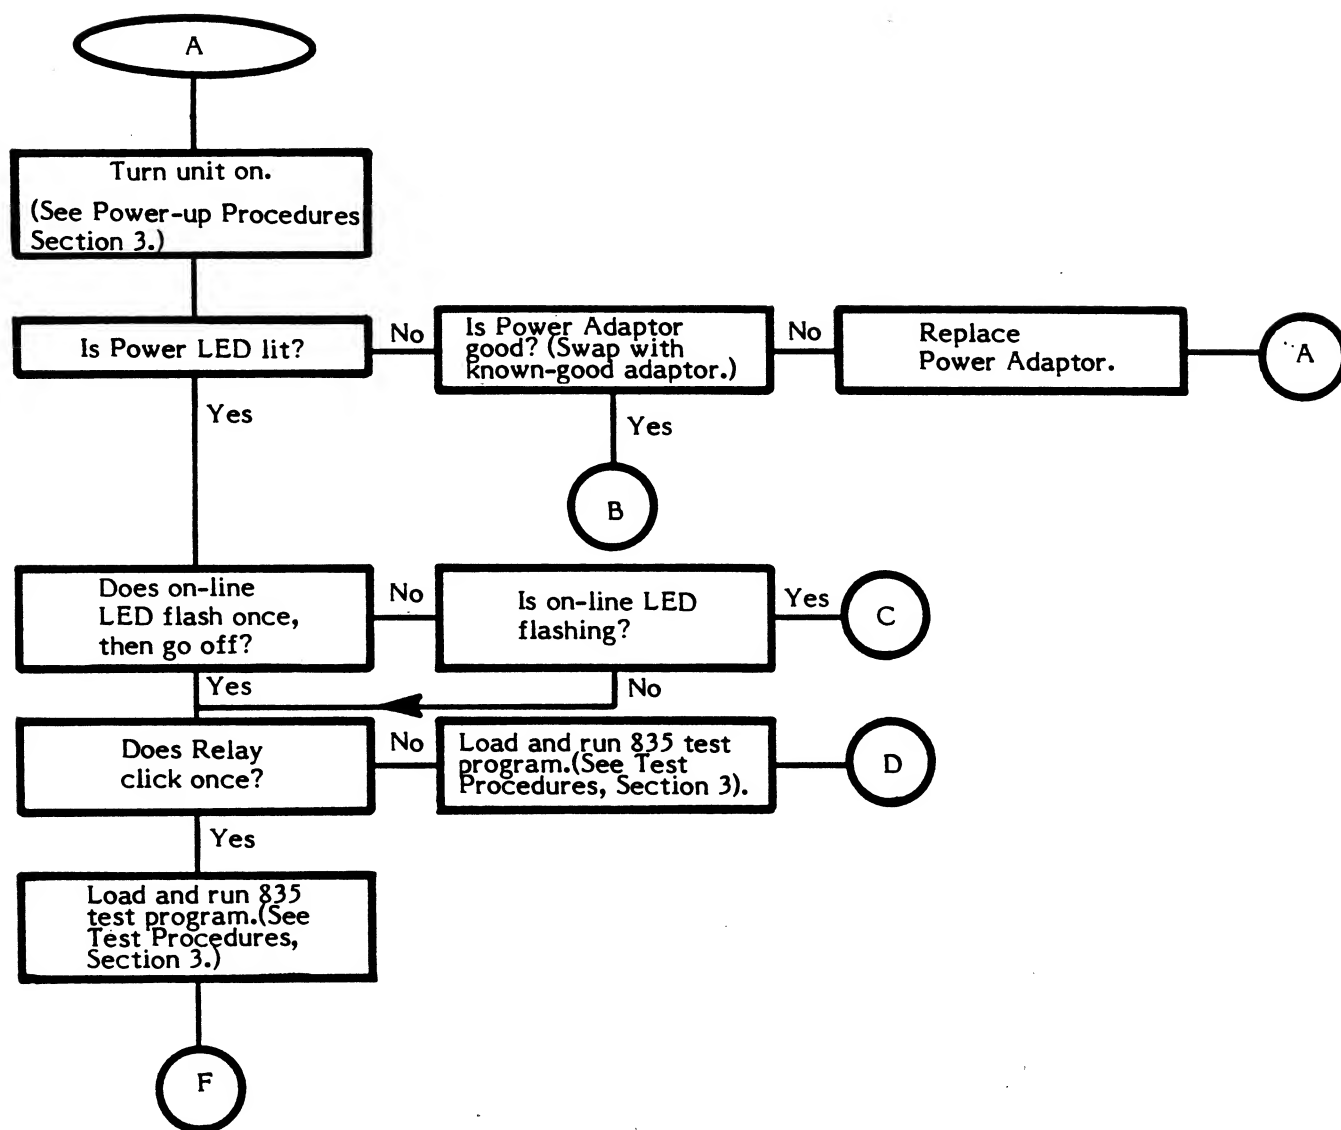 A
Turn unit on.
(See Power-up Procedures
Section 3.)
Is Power LED lit?
No
Is Power Adaptor
good? (Swap with
known-good adaptor.)
No
Replace
Power Adaptor.
A
Yes
Yes
B
Does on-line
LED flash once,
then go off?
No
Is on-line LED
flashing?
Yes
C
Yes
No
Does Relay
click once?
No
Load and run 835 test
program.(See Test
Procedures, Section 3).
D
Yes
Load and run 835
test program.(See
Test Procedures,
Section 3.)
F